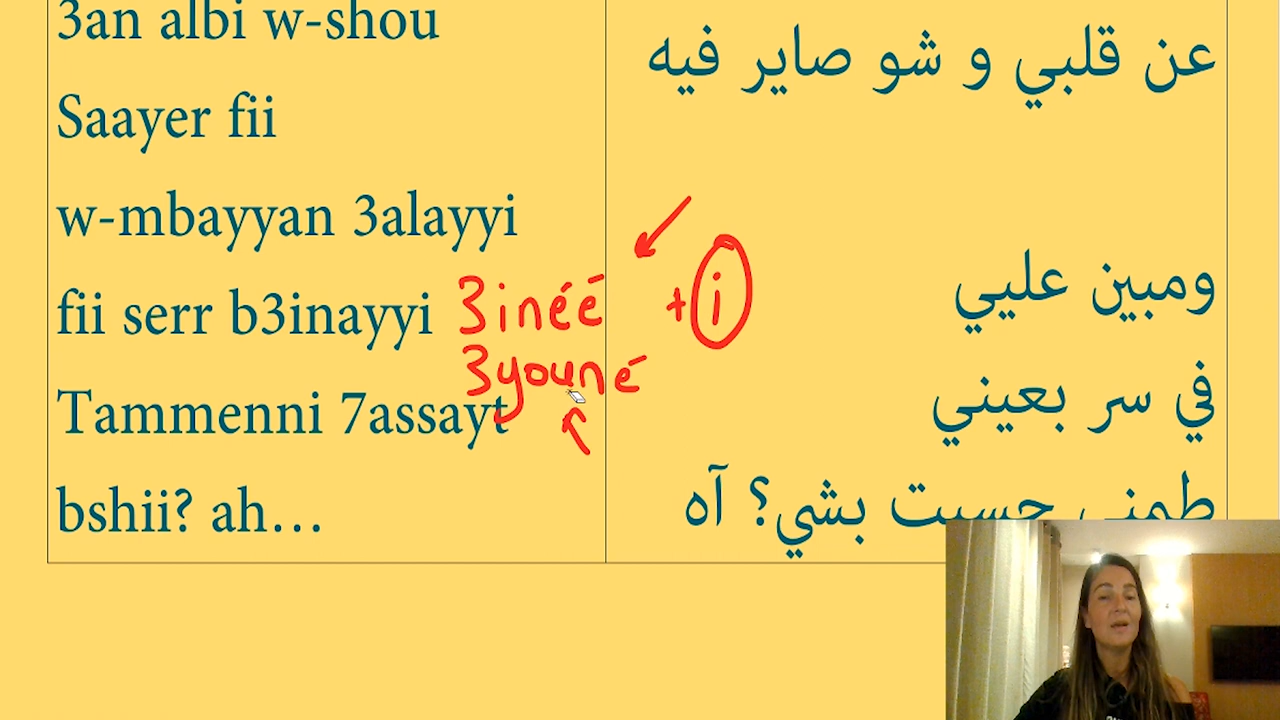 3an albi w-shou
Saayer fii
w-mbayyan 3alayyi
fii serr b3inayyi
Tammenni 7assayt
bshii? ah...
3inéé
+i
3youné
عن قلبي و شو صاير فيه
ومبين عليي
في سر بعيني
طمني حسيت بشي؟ آه